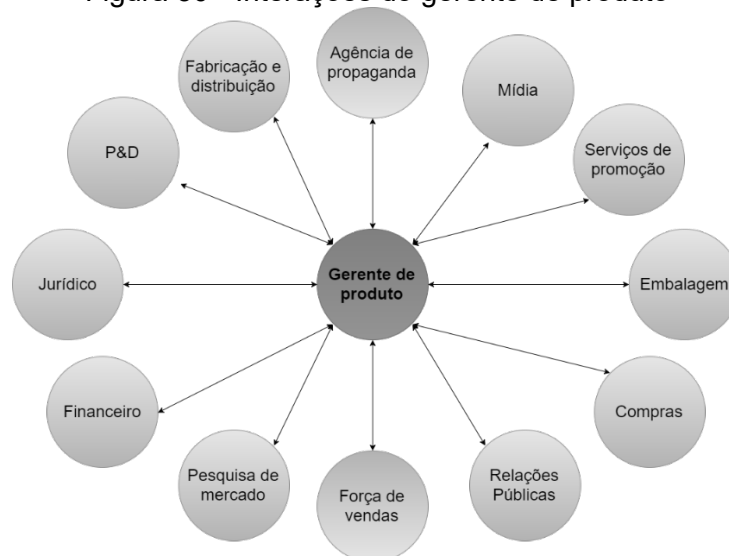 Agência de
propaganda
Fabricação e
distribuição
Mídia
Serviços de
promoção
P&D
Jurídico
Gerente de
produto
Embalagem
Financeiro
Compras
Pesquisa de
mercado
Força de
vendas
Relações
Públicas